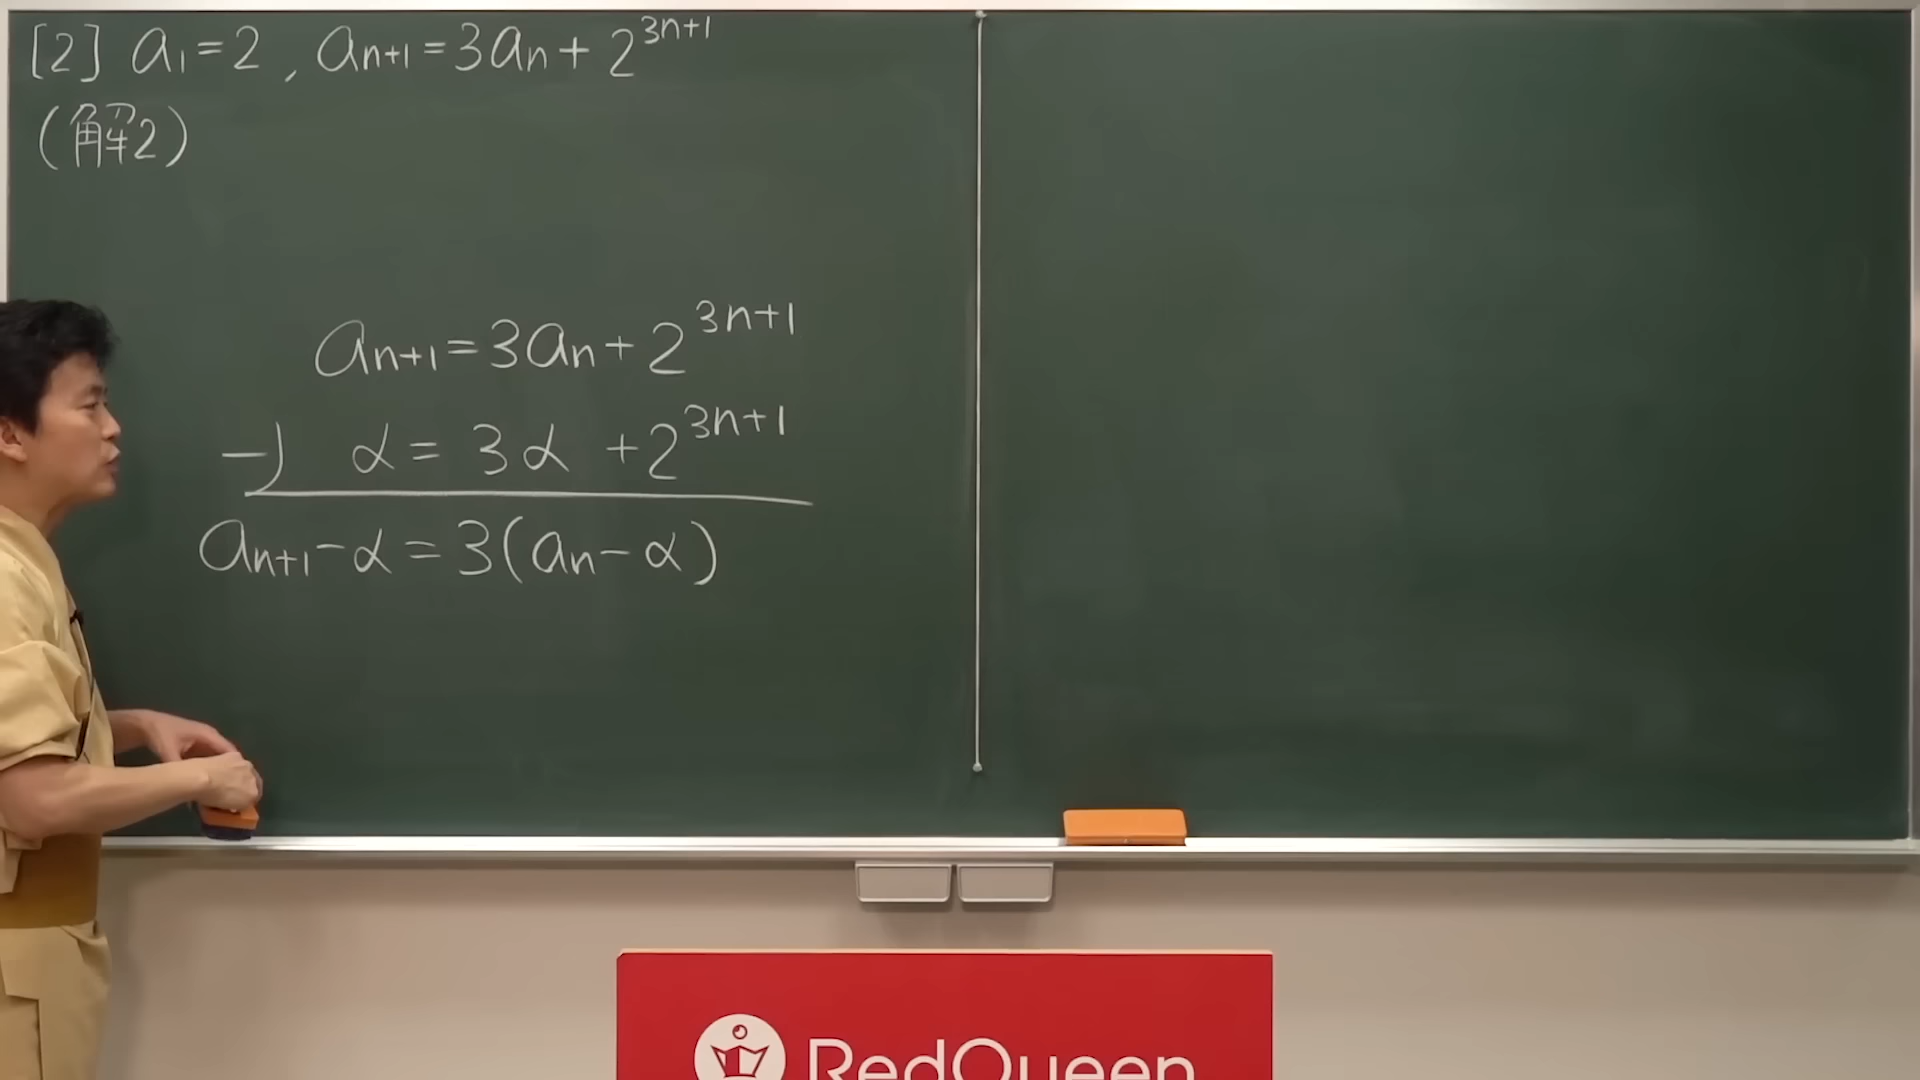 [2] a₁=2, aₙ₊₁=3aₙ+2³ⁿ⁺¹
(解2)
aₙ₊₁=3aₙ+2³ⁿ⁺¹
-) α=3α+2³ⁿ⁺¹
aₙ₊₁-α=3(aₙ-α)
RedQueen